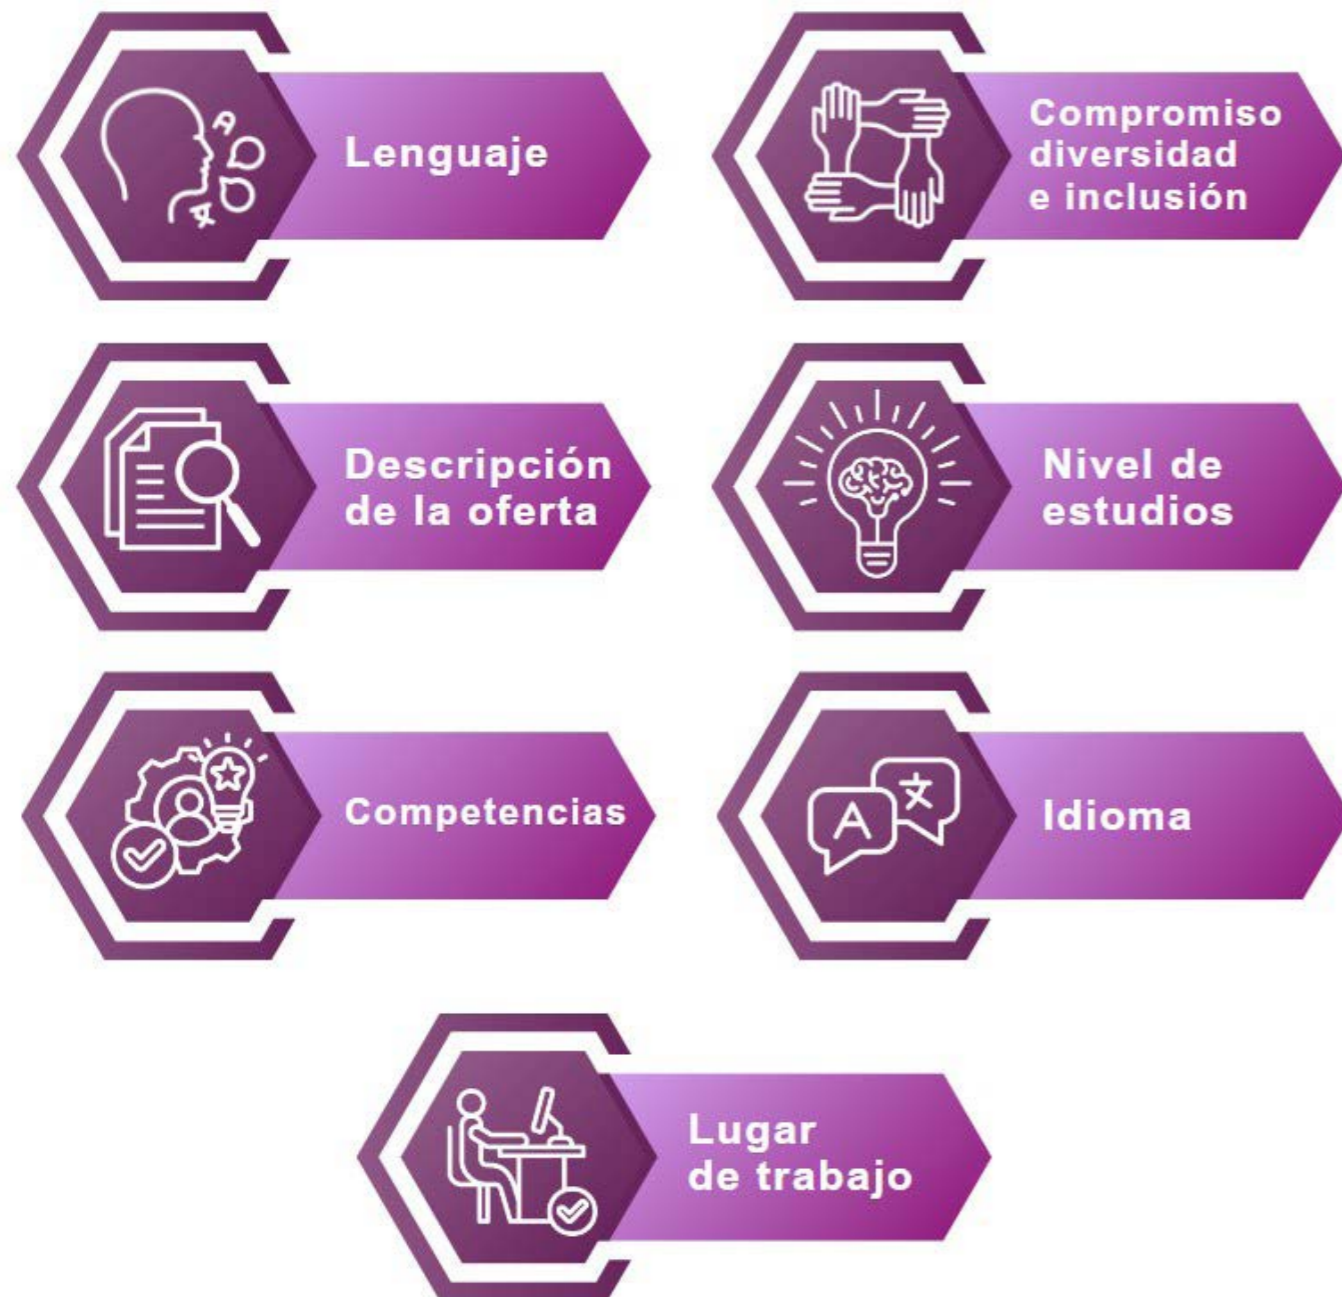 Lenguaje
Compromiso
diversidad
e inclusión
Descripción
de la oferta
Nivel de
estudios
Competencias
Idioma
Lugar
de trabajo